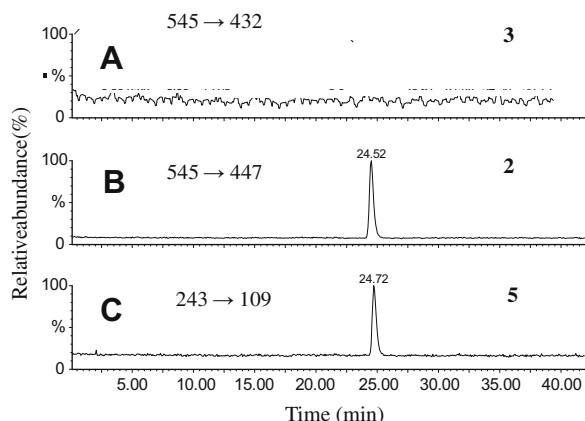 100 545 → 432 3
A
%
0
24.52
100 545 → 447 2
B
%
0
24.72
100 243 → 109 5
C
%
0
5.00 10.00 15.00 20.00 25.00 30.00 35.00 40.00
Time (min)
Relativeabundance(%)